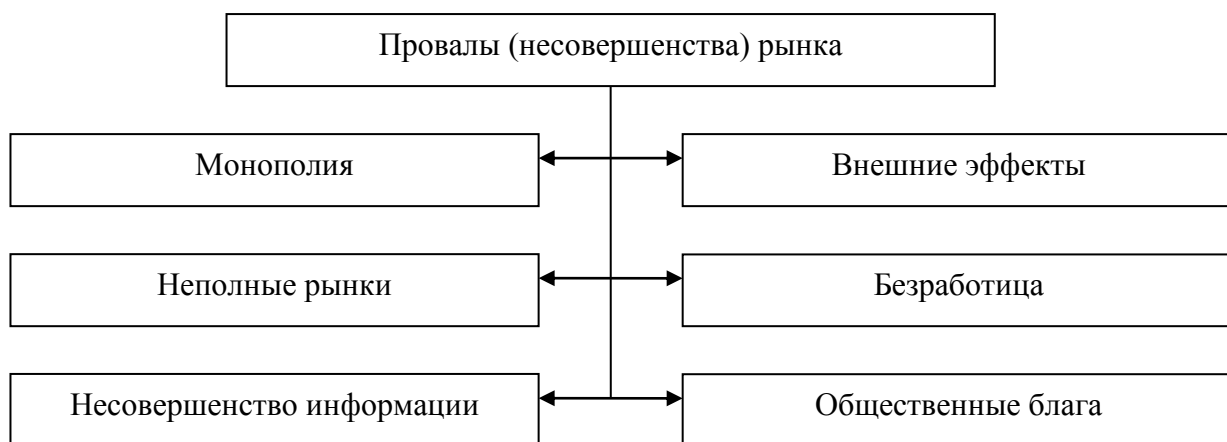 Провалы (несовершенства) рынка
Монополия
Внешние эффекты
Неполные рынки
Безработица
Несовершенство информации
Общественные блага